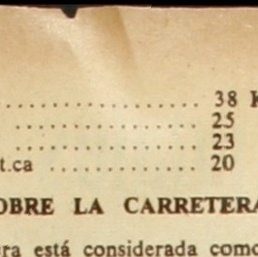 ................... 38 K
................ 25
................ 23
t.ca ............. 20
OBRE LA CARRETERA
ra está considerada como